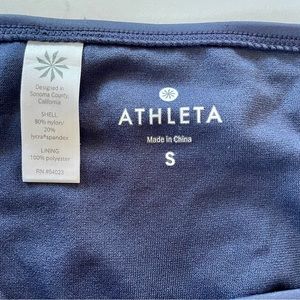 Designed in
Sonoma County,
California
SHELL
80% nylon/
20%
lycra®spandex
LINING
100% polyester
RN #54023
ATHLETA
Made in China
S